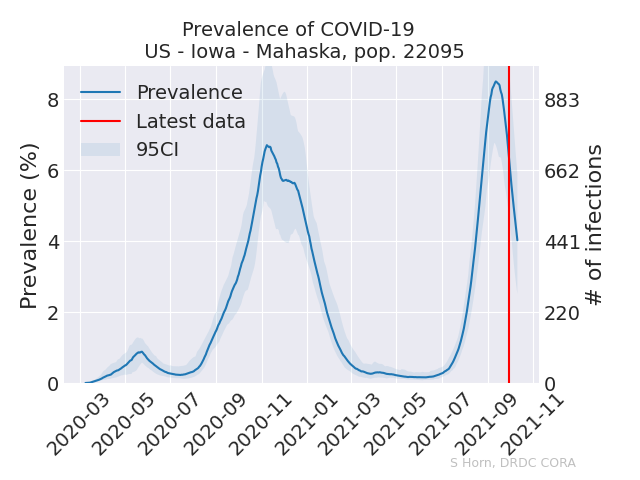 Prevalence of COVID-19
US - Iowa - Mahaska, pop. 22095
Prevalence
Latest data
95CI
Prevalence (%)
8
6
4
2
0
883
662
441
220
0
# of infections
2020-03
2020-05
2020-07
2020-09
2020-11
2021-01
2021-03
2021-05
2021-07
2021-09
2021-11
S Horn, DRDC CORA